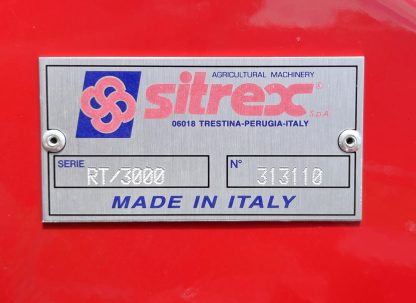 AGRICULTURAL MACHINERY
sitrex® S.p.A.
06018 TRESTINA-PERUGIA-ITALY
SERIE RT/3000 N° 313110
MADE IN ITALY